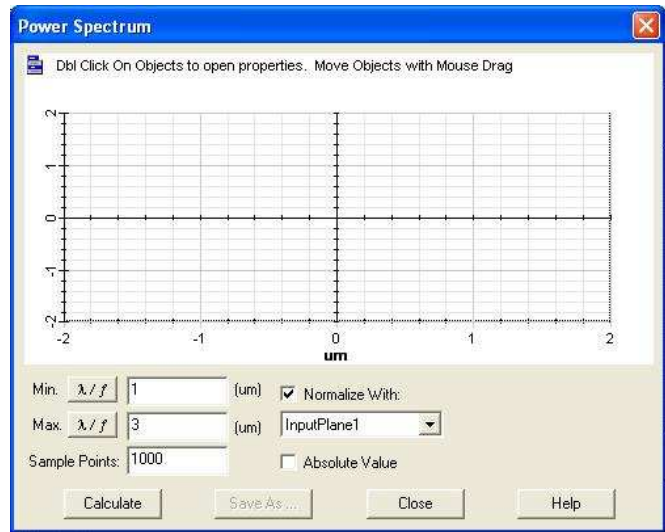 Power Spectrum
Dbl Click On Objects to open properties. Move Objects with Mouse Drag
2
1
0
-1
-2
-2 -1 0 1 2
um
Min. λ / f 1 (um) Normalize With:
Max. λ / f 3 (um) InputPlane1
Sample Points: 1000 Absolute Value
Calculate Save As ... Close Help